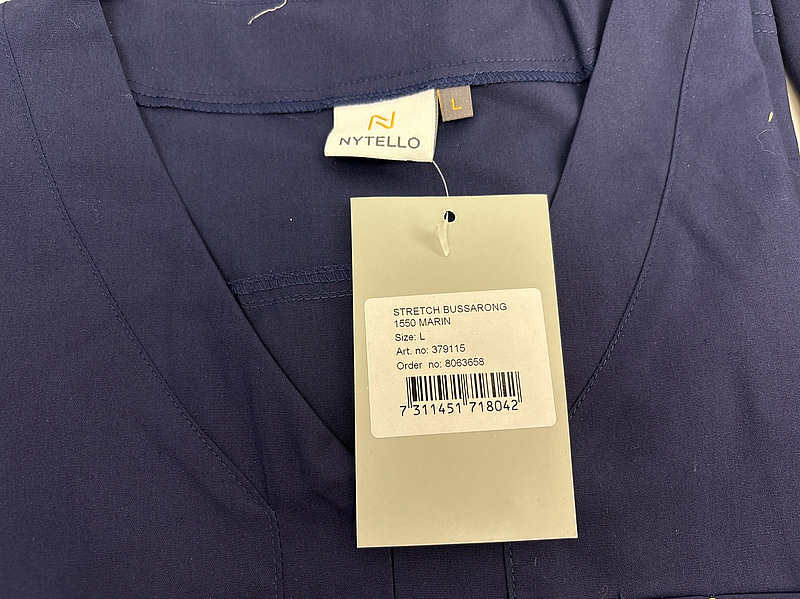 NYTELLO
L
STRETCH BUSSARONG
1550 MARIN
Size: L
Art. no: 379115
Order no: 8063658
7 311451 718042